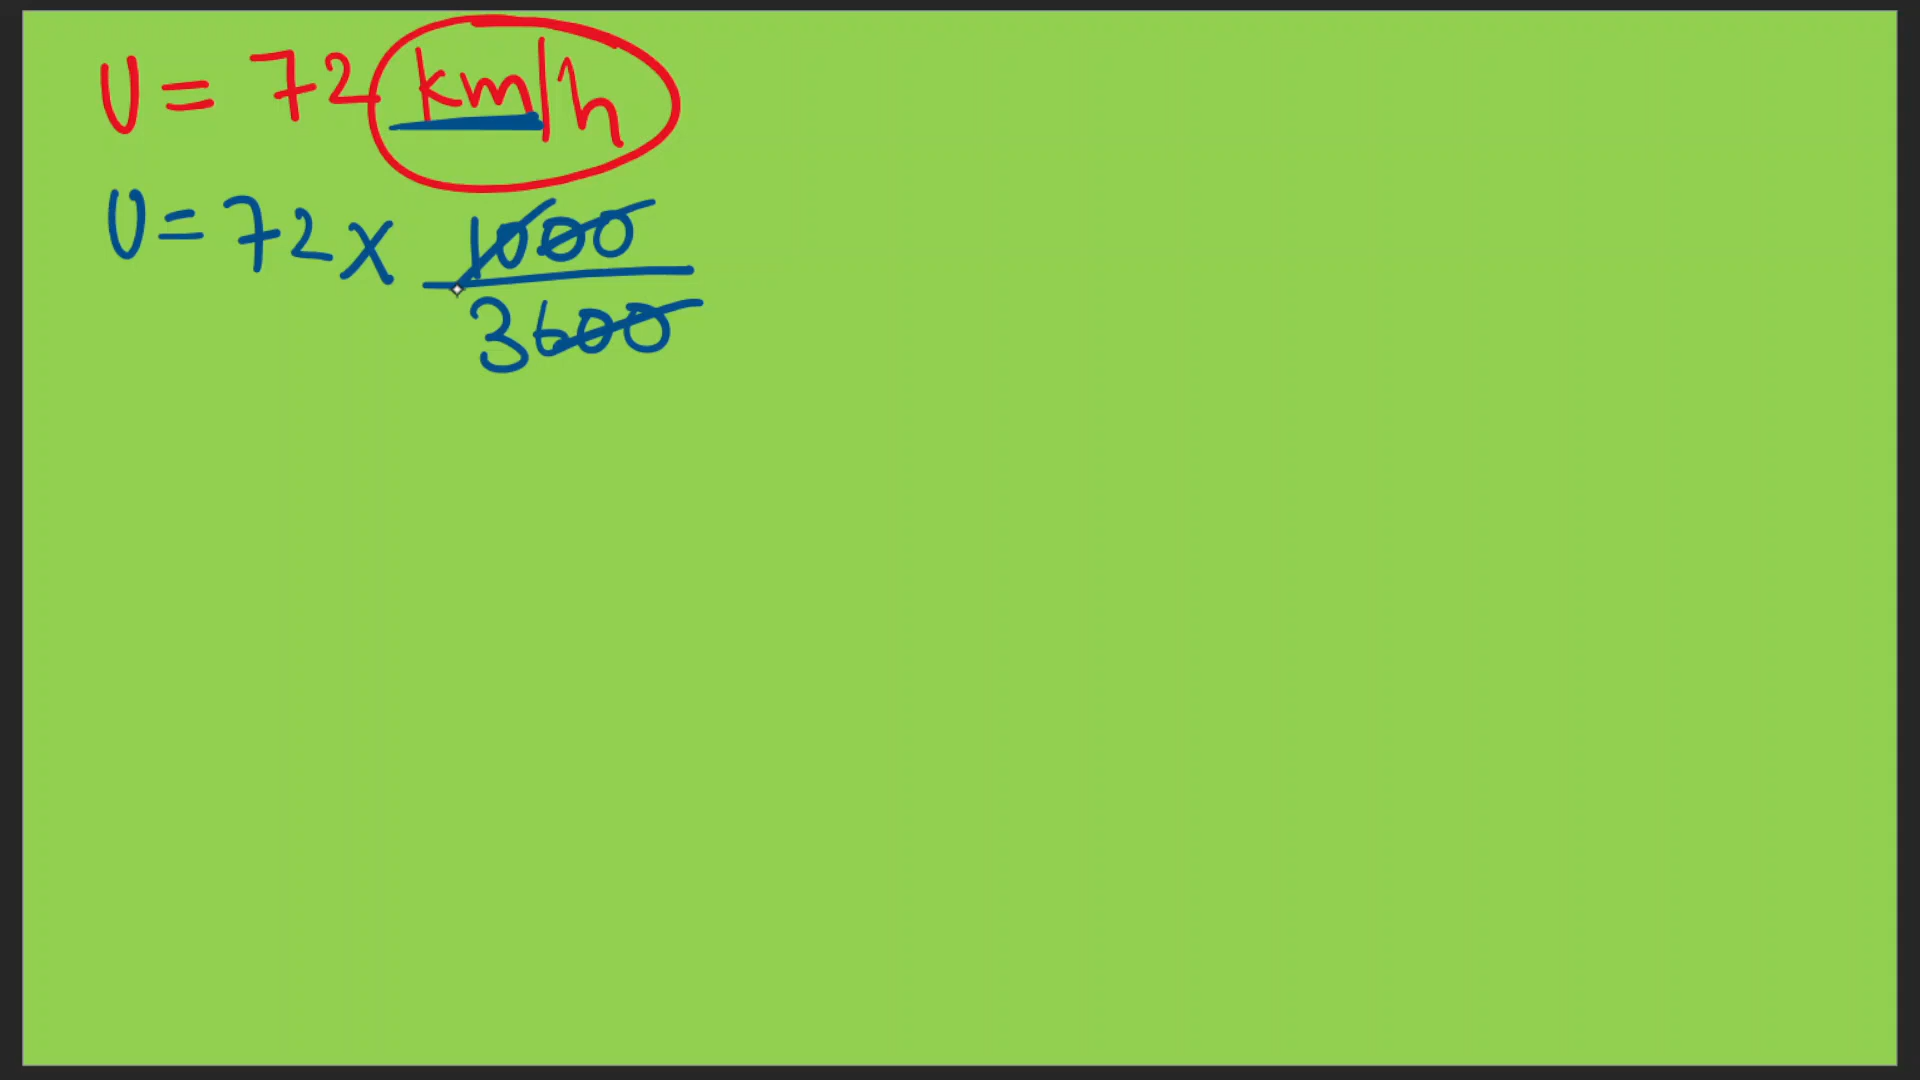 U = 72 km/h
U = 72 x 1000
3600